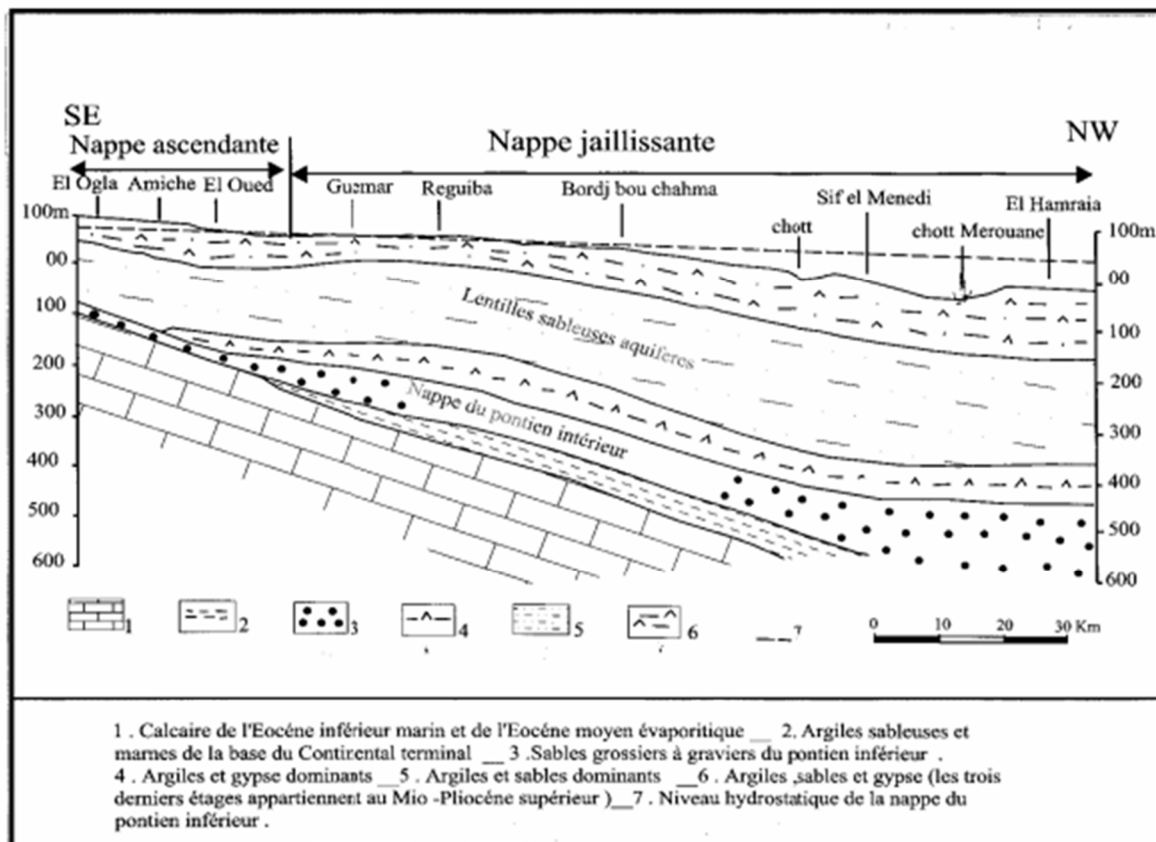 SE
NW
Nappe ascendante
Nappe jaillissante
El Ogla Amiche El Oued
Guemar
Reguiba
Bordj bou chahma
chott
Sif el Menedi
chott Merouane
El Hamraia
100m
00
100
200
300
400
500
600
100m
00
100
200
300
400
500
600
Lentilles sableuses aquiferes
Nappe du pontien intérieur
1
2
3
4
5
6
7
0 10 20 30 Km
1 . Calcaire de l'Eocéne inférieur marin et de l'Eocéne moyen évaporitique __ 2. Argiles sableuses et
marnes de la base du Continental terminal __ 3 .Sables grossiers à graviers du pontien inférieur .
4 . Argiles et gypse dominants __5 . Argiles et sables dominants __6 . Argiles ,sables et gypse (les trois
derniers étages appartiennent au Mio -Pliocéne supérieur )__7 . Niveau hydrostatique de la nappe du
pontien inférieur .